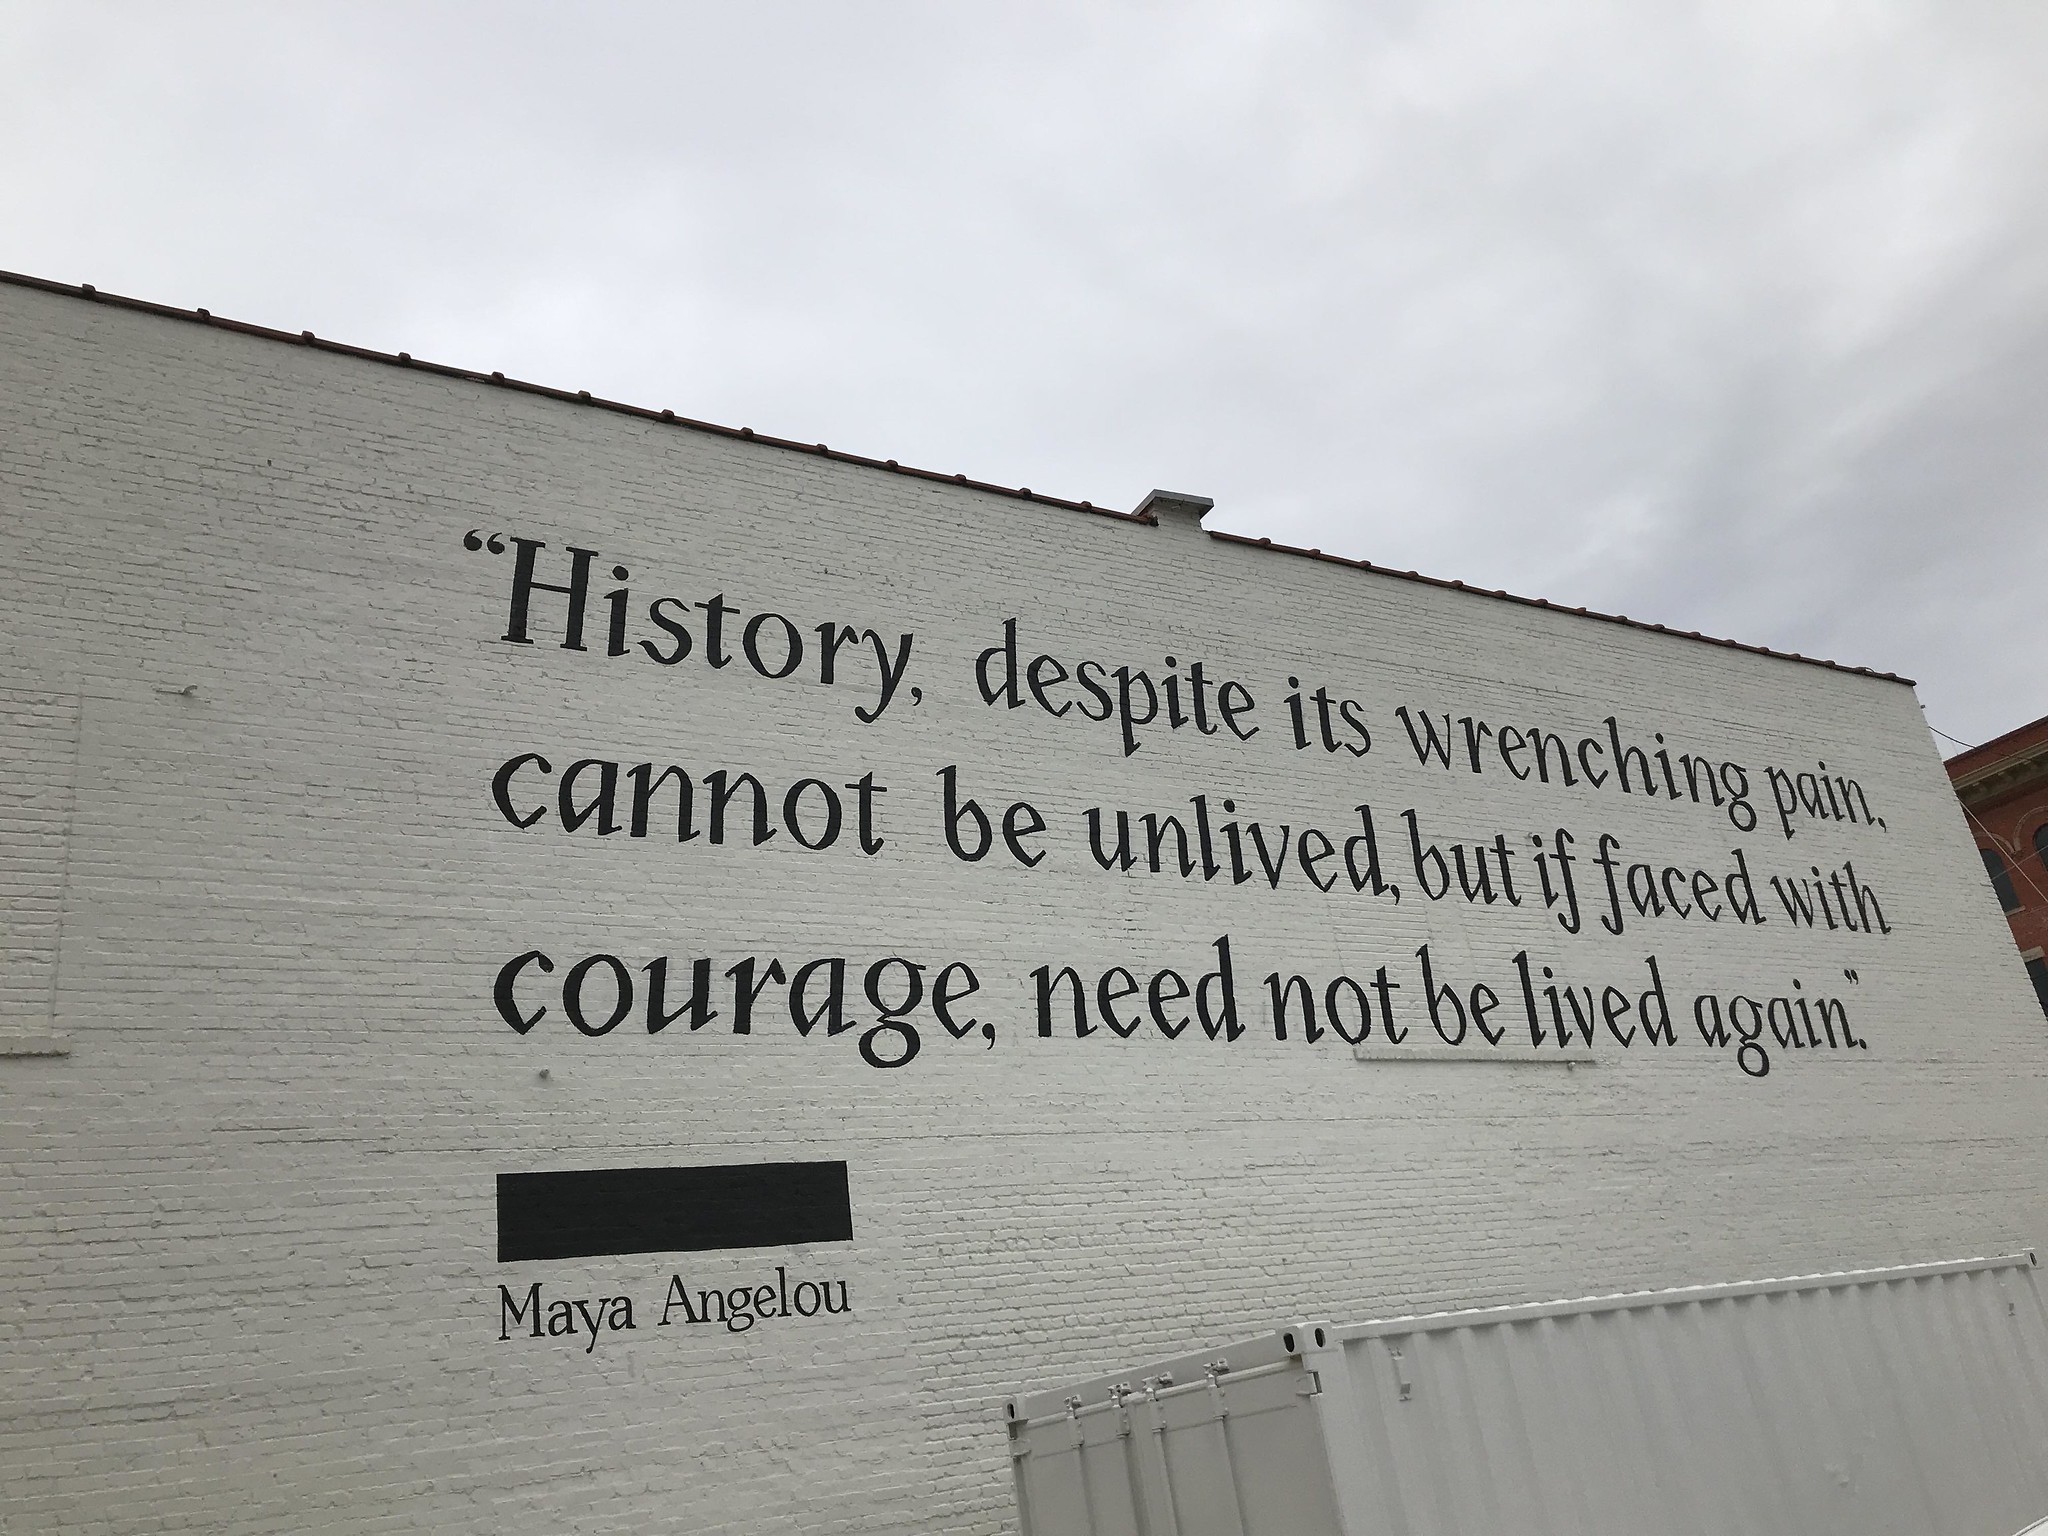 “History, despite its wrenching pain,
cannot be unlived, but if faced with
courage, need not be lived again.”
Maya Angelou